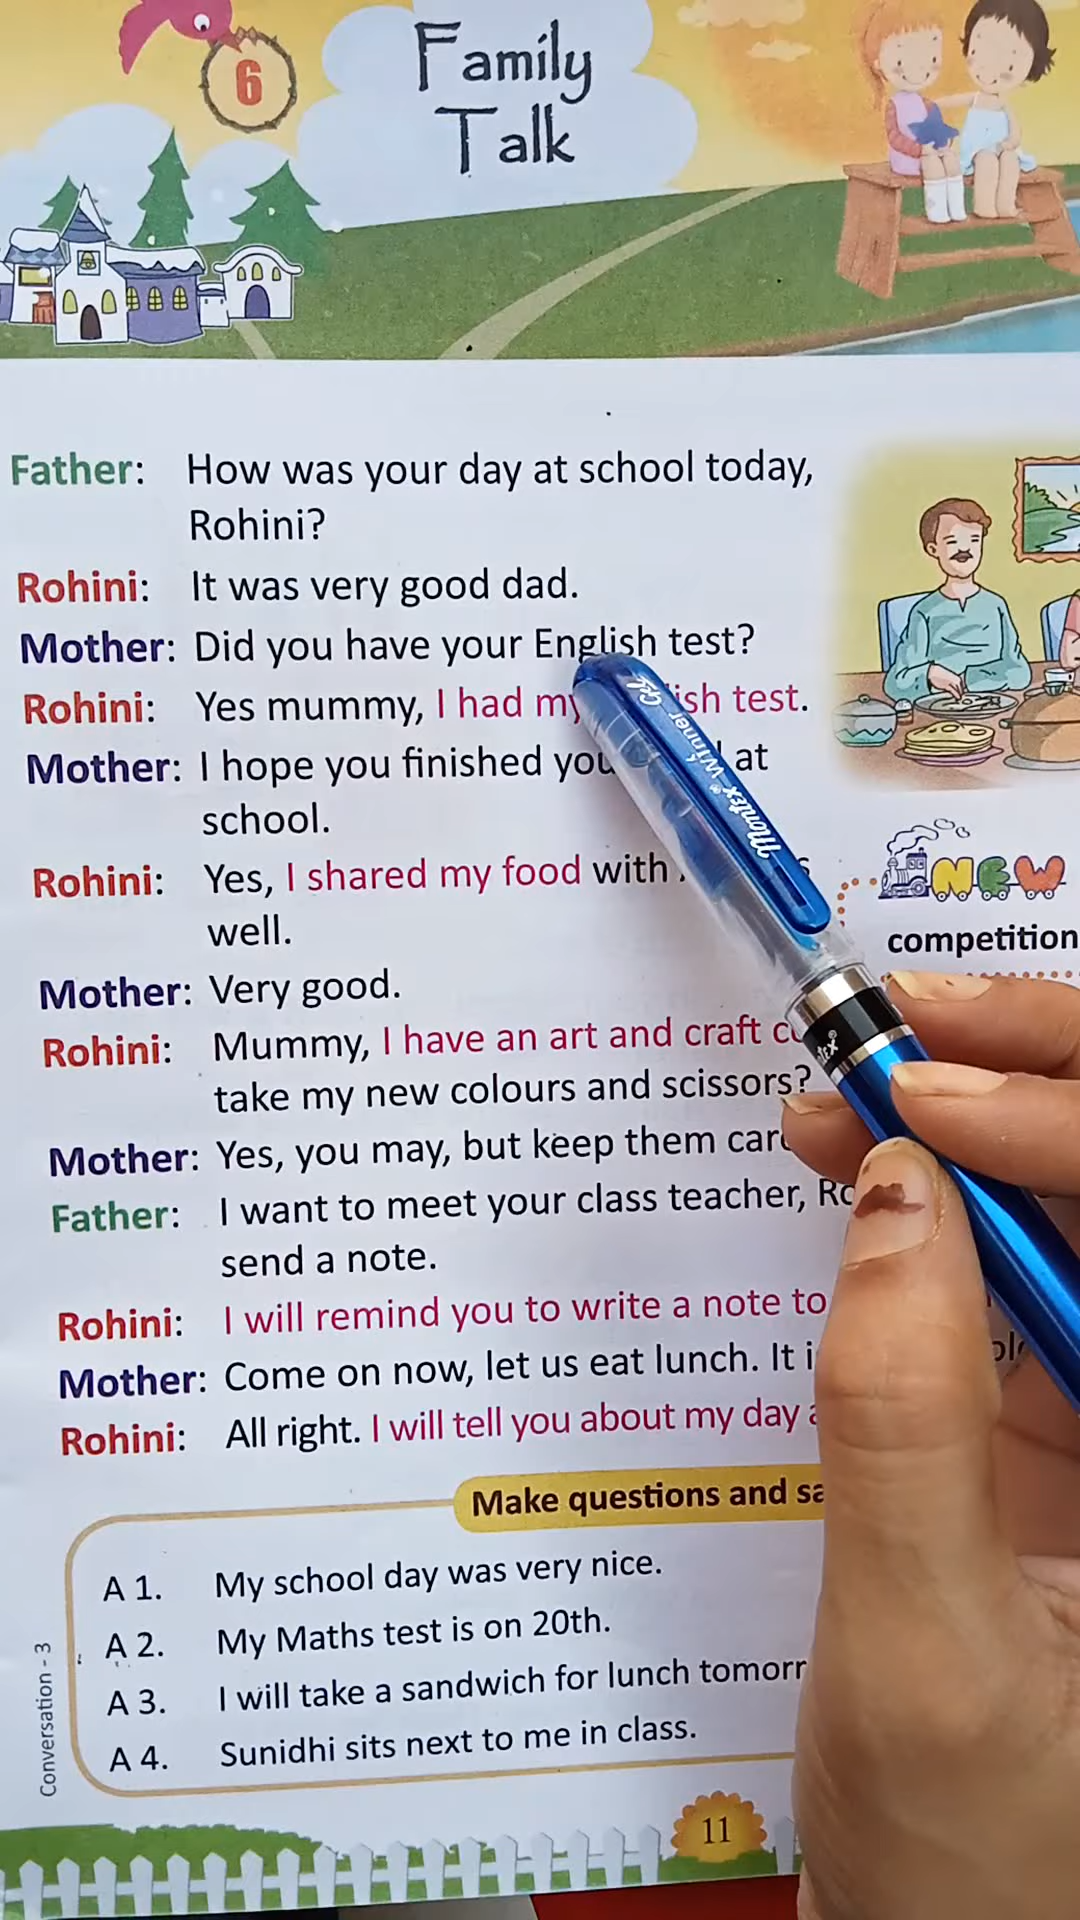 6
Family
Talk
Father: How was your day at school today,
Rohini?
Rohini: It was very good dad.
Mother: Did you have your English test?
Rohini: Yes mummy, I had my test.
Mother: I hope you finished at
school.
Rohini: Yes, I shared my food with
well.
Mother: Very good.
Rohini: Mummy, I have an art and craft
take my new colours and scissors?
Mother: Yes, you may, but keep them
Father: I want to meet your class teacher,
send a note.
Rohini: I will remind you to write a note to
Mother: Come on now, let us eat lunch. It
Rohini: All right. I will tell you about my day
NEW
competition
Make questions and
A 1. My school day was very nice.
A 2. My Maths test is on 20th.
A 3. I will take a sandwich for lunch
A 4. Sunidhi sits next to me in class.
Conversation - 3
11
Montex® Winner Gel